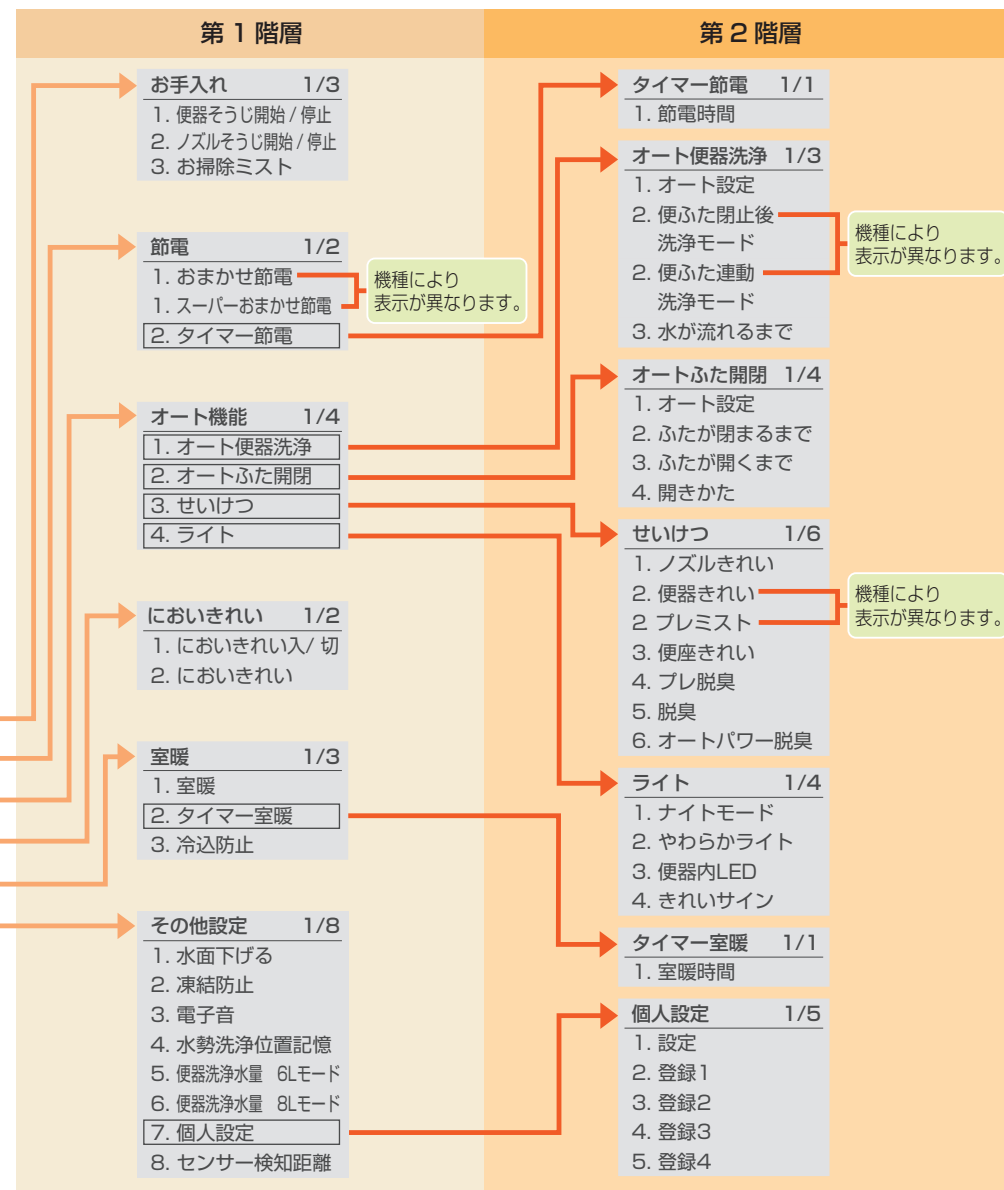 第 1 階層
お手入れ 1/3
1. 便器そうじ開始 / 停止
2. ノズルそうじ開始 / 停止
3. お掃除ミスト
節電 1/2
1. おまかせ節電
1. スーパーおまかせ節電
2. タイマー節電
機種により
表示が異なります。
オート機能 1/4
1. オート便器洗浄
2. オートふた開閉
3. せいけつ
4. ライト
においきれい 1/2
1. においきれい入/ 切
2. においきれい
室暖 1/3
1. 室暖
2. タイマー室暖
3. 冷込防止
その他設定 1/8
1. 水面下げる
2. 凍結防止
3. 電子音
4. 水勢洗浄位置記憶
5. 便器洗浄水量 6Lモード
6. 便器洗浄水量 8Lモード
7. 個人設定
8. センサー検知距離
第 2 階層
タイマー節電 1/1
1. 節電時間
オート便器洗浄 1/3
1. オート設定
2. 便ふた閉止後
洗浄モード
2. 便ふた連動
洗浄モード
3. 水が流れるまで
機種により
表示が異なります。
オートふた開閉 1/4
1. オート設定
2. ふたが閉まるまで
3. ふたが開くまで
4. 開きかた
せいけつ 1/6
1. ノズルきれい
2. 便器きれい
2 プレミスト
3. 便座きれい
4. プレ脱臭
5. 脱臭
6. オートパワー脱臭
機種により
表示が異なります。
ライト 1/4
1. ナイトモード
2. やわらかライト
3. 便器内LED
4. きれいサイン
タイマー室暖 1/1
1. 室暖時間
個人設定 1/5
1. 設定
2. 登録1
3. 登録2
4. 登録3
5. 登録4